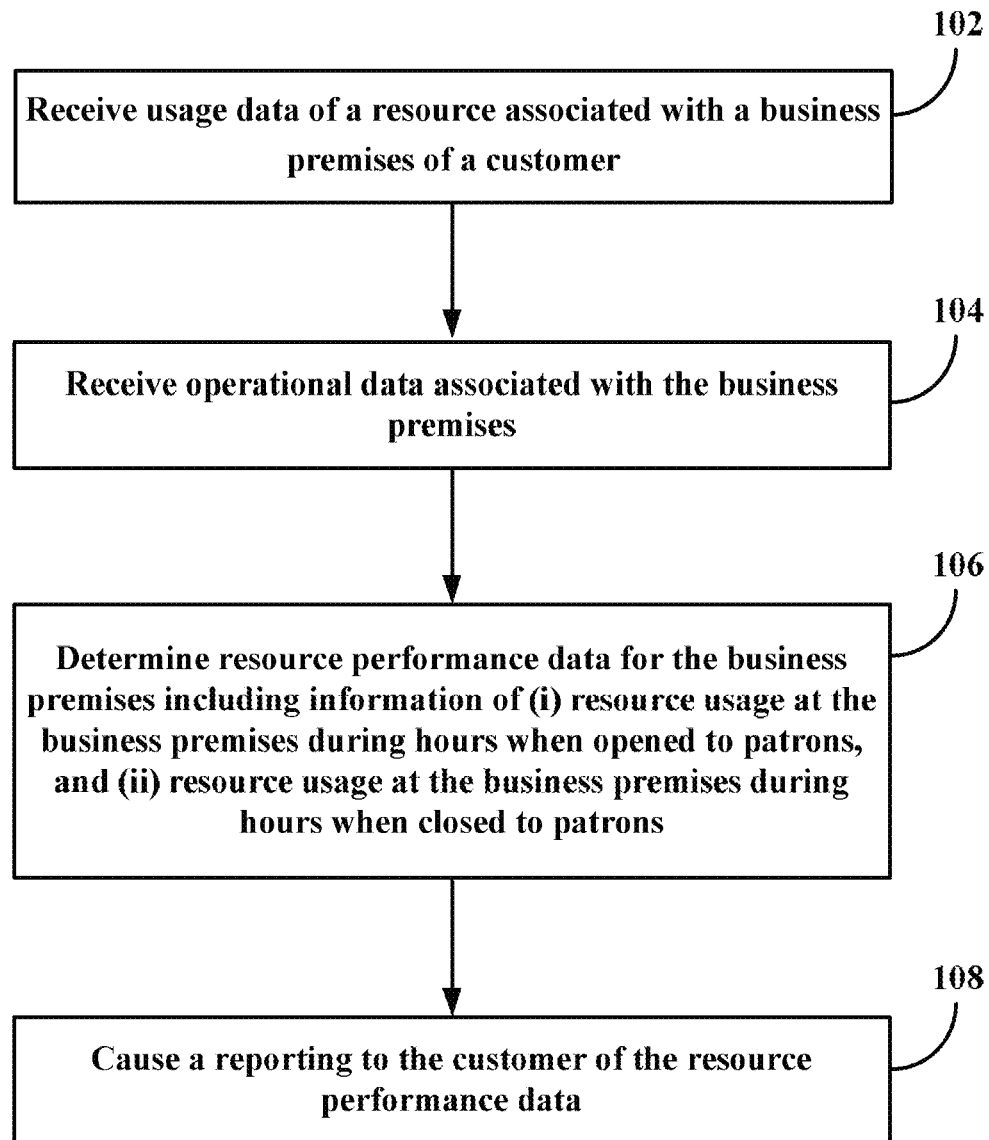 102
Receive usage data of a resource associated with a business
premises of a customer
104
Receive operational data associated with the business
premises
106
Determine resource performance data for the business
premises including information of (i) resource usage at the
business premises during hours when opened to patrons,
and (ii) resource usage at the business premises during
hours when closed to patrons
108
Cause a reporting to the customer of the resource
performance data